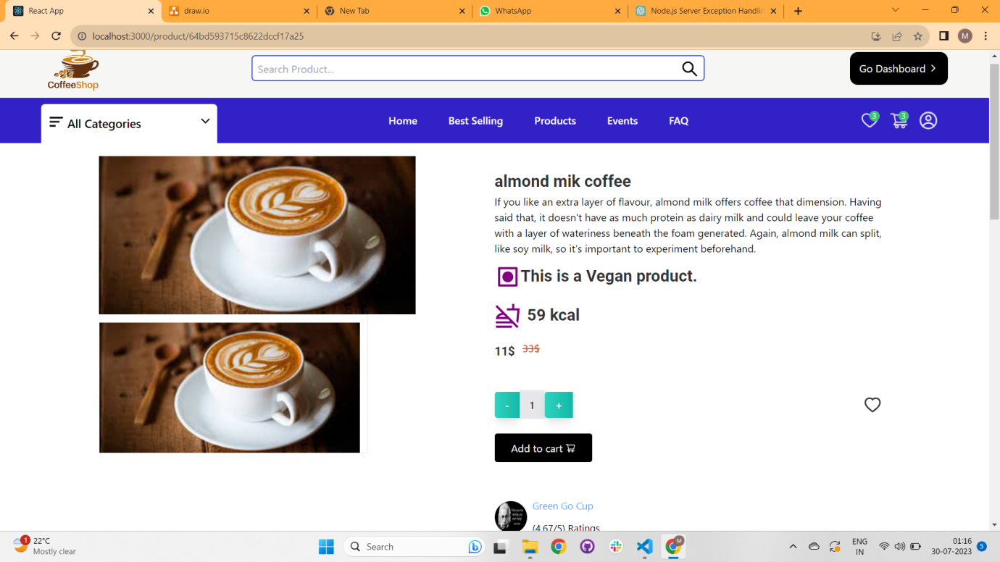 React App
draw.io
New Tab
WhatsApp
Node.js Server Exception Handlin
localhost:3000/product/64bd593715c8622dccf17a25
M
CoffeeShop
Search Product...
Go Dashboard
All Categories
Home
Best Selling
Products
Events
FAQ
3
3
almond mik coffee
If you like an extra layer of flavour, almond milk offers coffee that dimension. Having
said that, it doesn't have as much protein as dairy milk and could leave your coffee
with a layer of wateriness beneath the foam generated. Again, almond milk can split,
like soy milk, so it's important to experiment beforehand.
This is a Vegan product.
59 kcal
11$ 33$
- 1 +
Add to cart
Green Go Cup
(4.67/5) Ratings
1
22°C
Mostly clear
Search
M
ENG
IN
01:16
30-07-2023
5